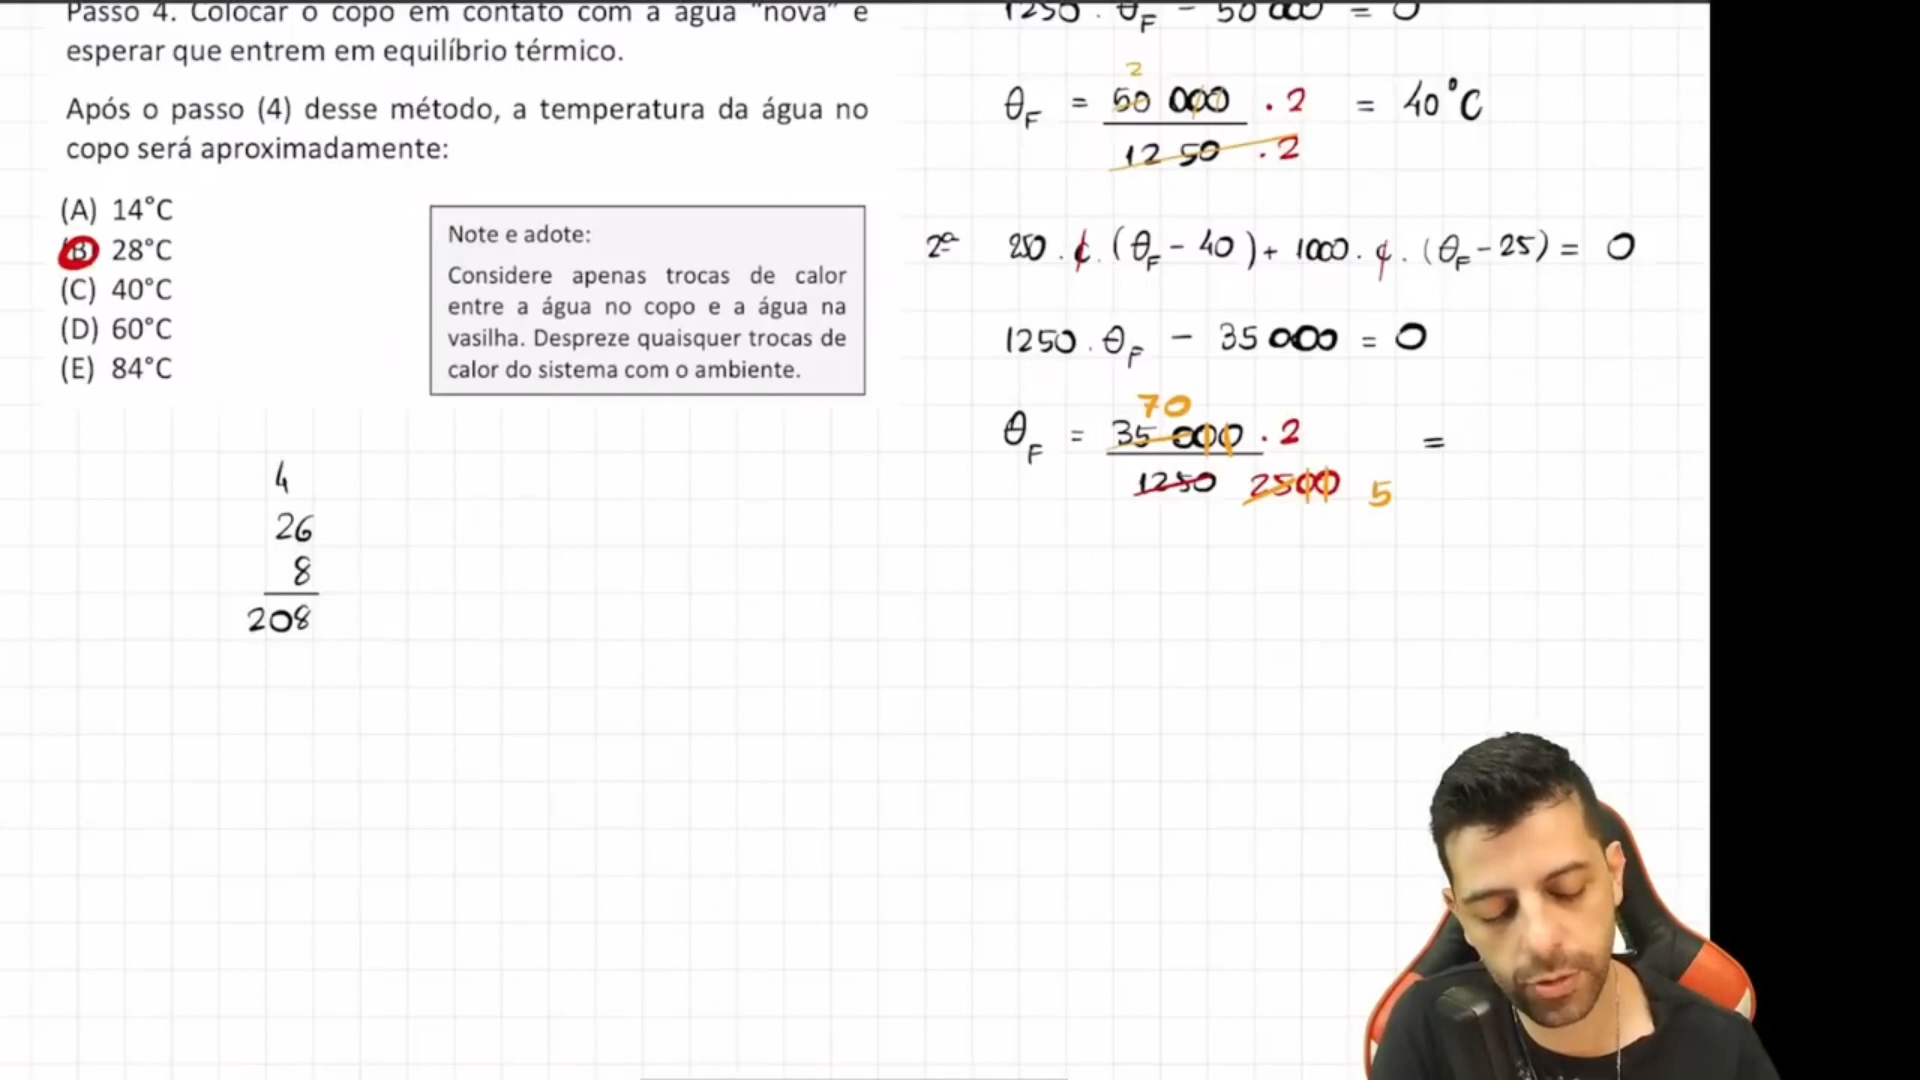 Passo 4. Colocar o copo em contato com a água "nova" e
esperar que entrem em equilíbrio térmico.
Após o passo (4) desse método, a temperatura da água no
copo será aproximadamente:
(A) 14°C
(B) 28°C
(C) 40°C
(D) 60°C
(E) 84°C
Note e adote:
Considere apenas trocas de calor
entre a água no copo e a água na
vasilha. Despreze quaisquer trocas de
calor do sistema com o ambiente.
4
26
8
208
1250 . θF - 50 000 = 0
2
θF = 50 000 . 2 = 40°C
1250 . 2
2ª 250 . c . (θF - 40) + 1000 . c . (θF - 25) = 0
1250 . θF - 35 000 = 0
70
θF = 35 000 . 2 =
1250 2500 5